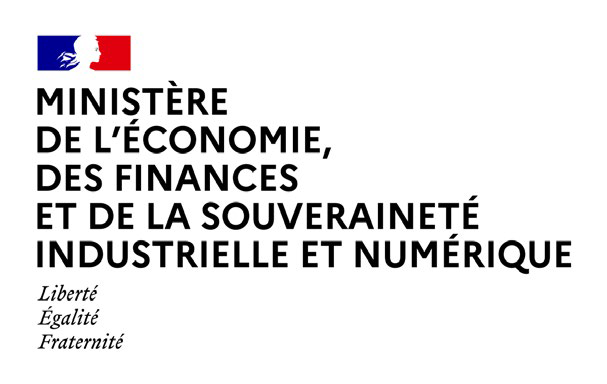 MINISTÈRE
DE L’ÉCONOMIE,
DES FINANCES
ET DE LA SOUVERAINETÉ
INDUSTRIELLE ET NUMÉRIQUE
Liberté
Égalité
Fraternité